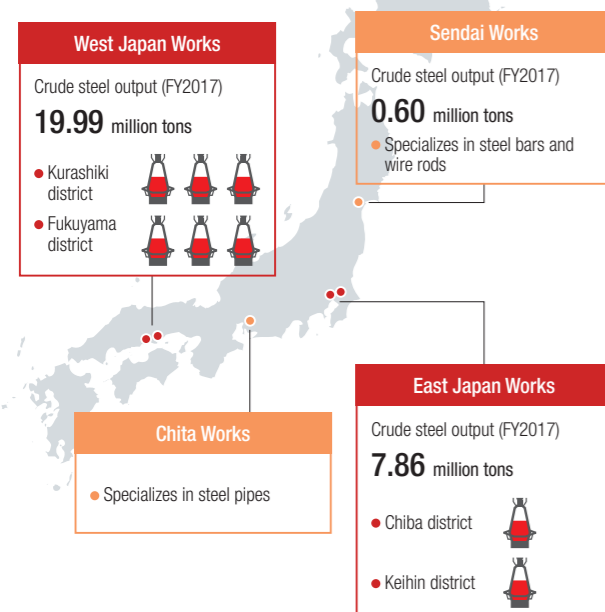 West Japan Works
Crude steel output (FY2017)
19.99 million tons
Kurashiki
district
Fukuyama
district
Sendai Works
Crude steel output (FY2017)
0.60 million tons
Specializes in steel bars and
wire rods
Chita Works
Specializes in steel pipes
East Japan Works
Crude steel output (FY2017)
7.86 million tons
Chiba district
Keihin district